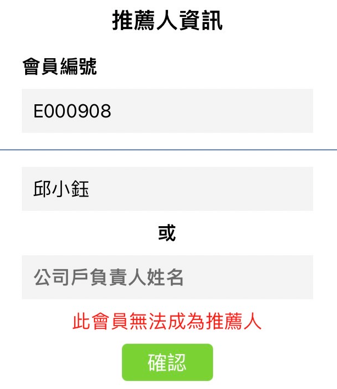 推薦人資訊
會員編號
E000908
邱小鈺
或
公司戶負責人姓名
此會員無法成為推薦人
確認